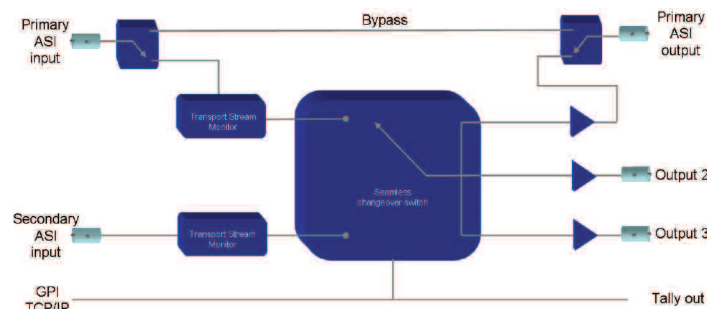 Primary
ASI
input
Bypass
Primary
ASI
output
Transport Stream
Monitor
Output 2
Seamless
changeover switch
Secondary
ASI
input
Transport Stream
Monitor
Output 3
GPI
TCP/IP
Tally out